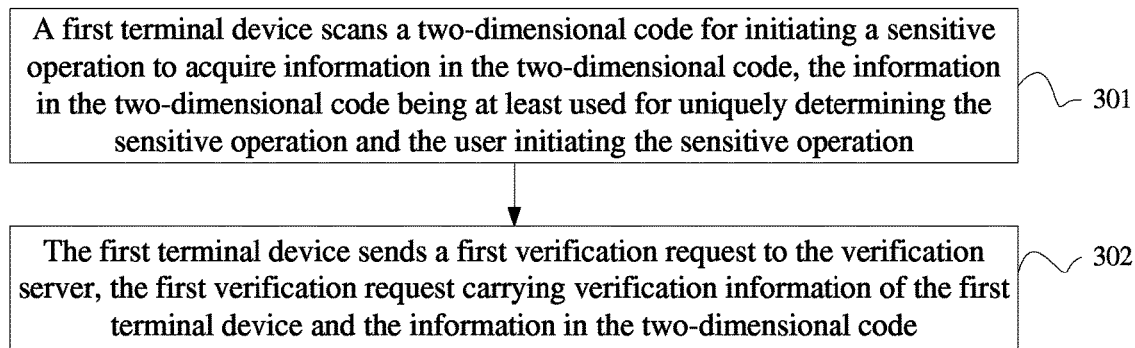 A first terminal device scans a two-dimensional code for initiating a sensitive
operation to acquire information in the two-dimensional code, the information
in the two-dimensional code being at least used for uniquely determining the
sensitive operation and the user initiating the sensitive operation
301
The first terminal device sends a first verification request to the verification
server, the first verification request carrying verification information of the first
terminal device and the information in the two-dimensional code
302